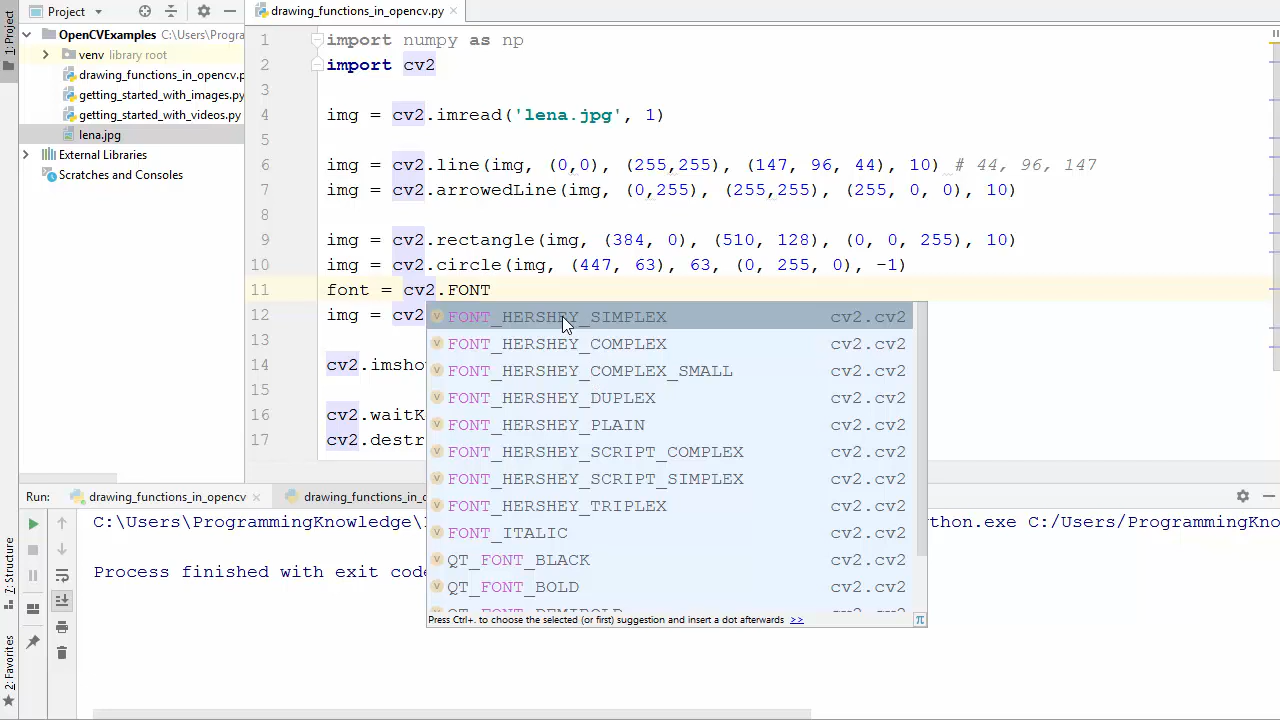 Project
drawing_functions_in_opencv.py
1: Project
OpenCVExamples C:\Users\Progra
venv library root
drawing_functions_in_opencv.p
getting_started_with_images.py
getting_started_with_videos.py
lena.jpg
External Libraries
Scratches and Consoles
1 import numpy as np
2 import cv2
3
4 img = cv2.imread('lena.jpg', 1)
5
6 img = cv2.line(img, (0,0), (255,255), (147, 96, 44), 10) # 44, 96, 147
7 img = cv2.arrowedLine(img, (0,255), (255,255), (255, 0, 0), 10)
8
9 img = cv2.rectangle(img, (384, 0), (510, 128), (0, 0, 255), 10)
10 img = cv2.circle(img, (447, 63), 63, (0, 255, 0), -1)
11 font = cv2.FONT
12 img = cv2
14 cv2.imsho
15
16 cv2.waitK
17 cv2.destr
FONT_HERSHEY_SIMPLEX cv2.cv2
FONT_HERSHEY_COMPLEX cv2.cv2
FONT_HERSHEY_COMPLEX_SMALL cv2.cv2
FONT_HERSHEY_DUPLEX cv2.cv2
FONT_HERSHEY_PLAIN cv2.cv2
FONT_HERSHEY_SCRIPT_COMPLEX cv2.cv2
FONT_HERSHEY_SCRIPT_SIMPLEX cv2.cv2
FONT_HERSHEY_TRIPLEX cv2.cv2
FONT_ITALIC cv2.cv2
QT_FONT_BLACK cv2.cv2
QT_FONT_BOLD cv2.cv2
QT_FONT_DEMIBOLD cv2.cv2
Press Ctrl+. to choose the selected (or first) suggestion and insert a dot afterwards >>
π
Run: drawing_functions_in_opencv drawing_functions_in_o
C:\Users\ProgrammingKnowledge\ thon.exe C:/Users/ProgrammingKno
Process finished with exit code
7: Structure
2: Favorites